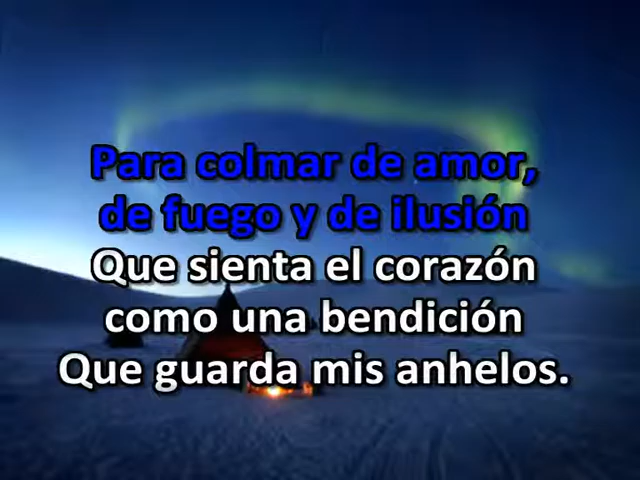 Para colmar de amor,
de fuego y de ilusión
Que sienta el corazón
como una bendición
Que guarda mis anhelos.